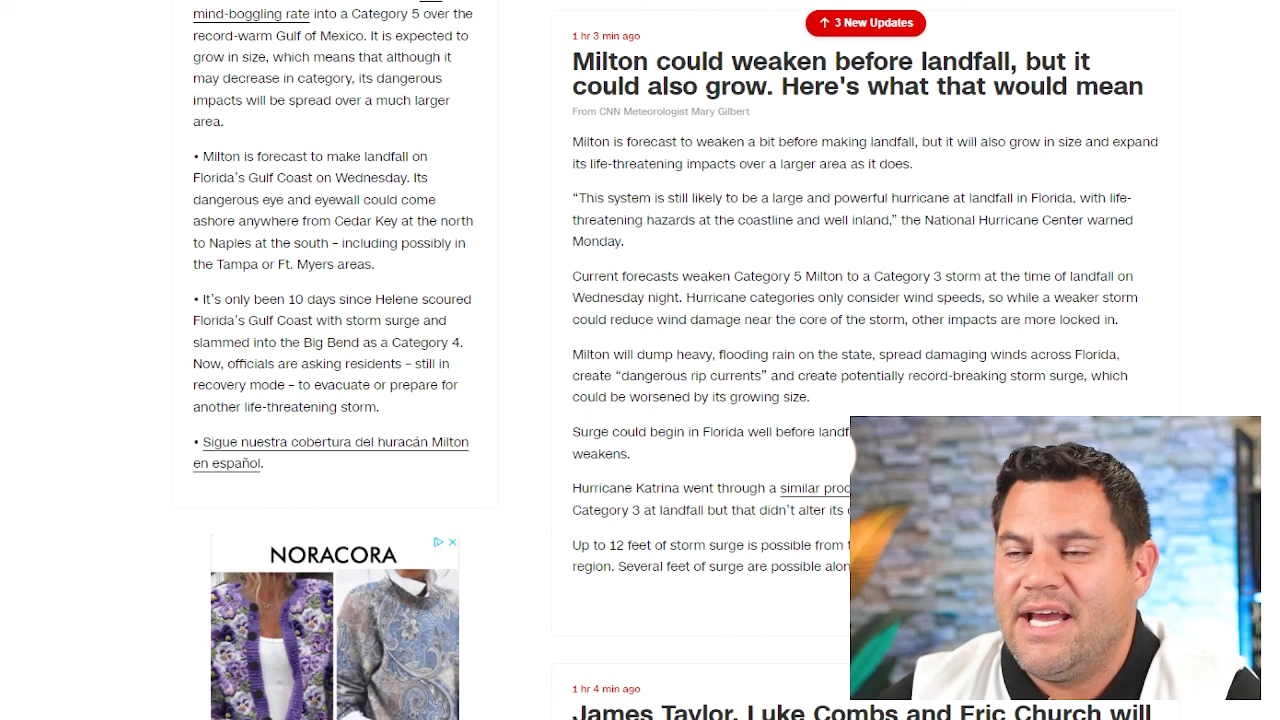 mind-boggling rate into a Category 5 over the
record-warm Gulf of Mexico. It is expected to
grow in size, which means that although it
may decrease in category, its dangerous
impacts will be spread over a much larger
area.
• Milton is forecast to make landfall on
Florida's Gulf Coast on Wednesday. Its
dangerous eye and eyewall could come
ashore anywhere from Cedar Key at the north
to Naples at the south – including possibly in
the Tampa or Ft. Myers areas.
• It's only been 10 days since Helene scoured
Florida's Gulf Coast with storm surge and
slammed into the Big Bend as a Category 4.
Now, officials are asking residents – still in
recovery mode – to evacuate or prepare for
another life-threatening storm.
• Sigue nuestra cobertura del huracán Milton
en español.
NORACORA
3 New Updates
1 hr 3 min ago
Milton could weaken before landfall, but it
could also grow. Here's what that would mean
From CNN Meteorologist Mary Gilbert
Milton is forecast to weaken a bit before making landfall, but it will also grow in size and expand
its life-threatening impacts over a larger area as it does.
“This system is still likely to be a large and powerful hurricane at landfall in Florida, with life-
threatening hazards at the coastline and well inland,” the National Hurricane Center warned
Monday.
Current forecasts weaken Category 5 Milton to a Category 3 storm at the time of landfall on
Wednesday night. Hurricane categories only consider wind speeds, so while a weaker storm
could reduce wind damage near the core of the storm, other impacts are more locked in.
Milton will dump heavy, flooding rain on the state, spread damaging winds across Florida,
create “dangerous rip currents” and create potentially record-breaking storm surge, which
could be worsened by its growing size.
Surge could begin in Florida well before landf
weakens.
Hurricane Katrina went through a similar proc
Category 3 at landfall but that didn't alter its
Up to 12 feet of storm surge is possible from
region. Several feet of surge are possible alon
1 hr 4 min ago
James Taylor, Luke Combs and Eric Church will